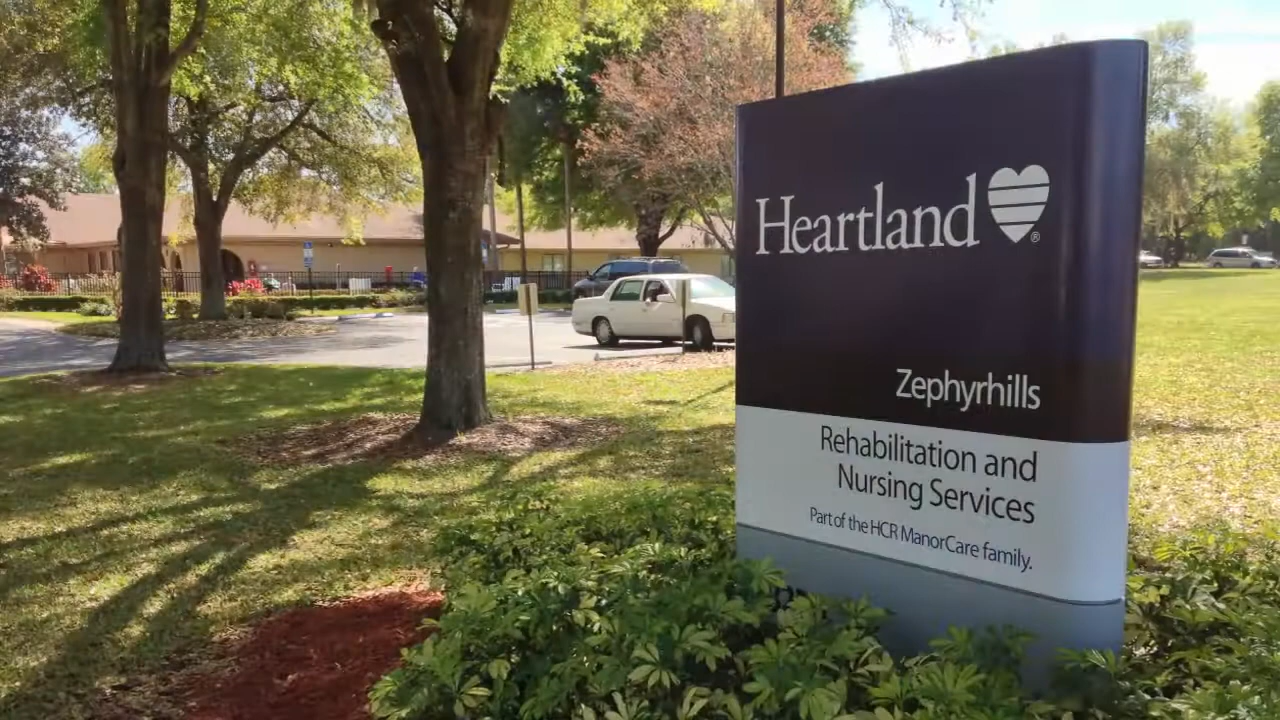 Heartland®
Zephyrhills
Rehabilitation and
Nursing Services
Part of the HCR ManorCare family.